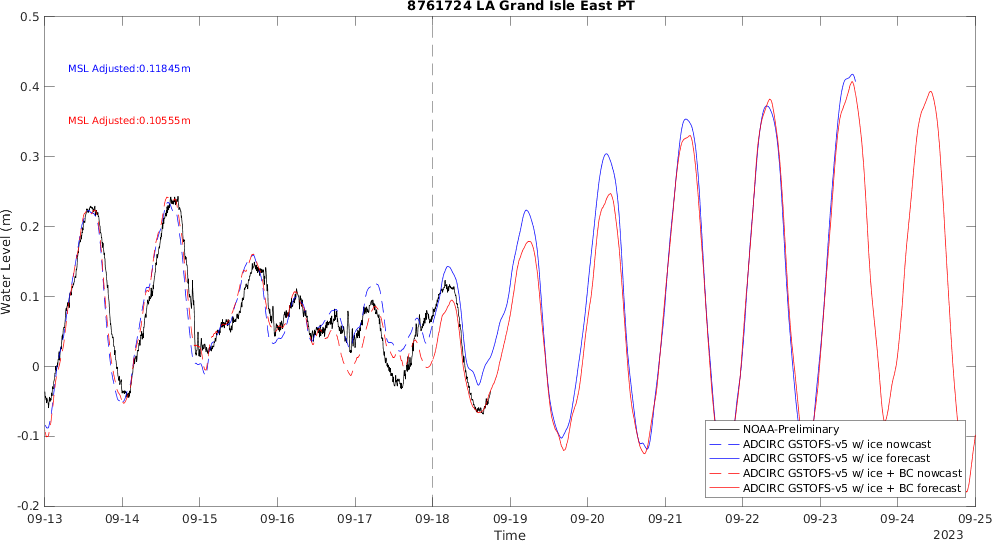 8761724 LA Grand Isle East PT
0.5
0.4
0.3
0.2
0.1
0
-0.1
-0.2
Water Level (m)
MSL Adjusted:0.11845m
MSL Adjusted:0.10555m
NOAA-Preliminary
ADCIRC GSTOFS-v5 w/ ice nowcast
ADCIRC GSTOFS-v5 w/ ice forecast
ADCIRC GSTOFS-v5 w/ ice + BC nowcast
ADCIRC GSTOFS-v5 w/ ice + BC forecast
09-13 09-14 09-15 09-16 09-17 09-18 09-19 09-20 09-21 09-22 09-23 09-24 09-25
Time
2023